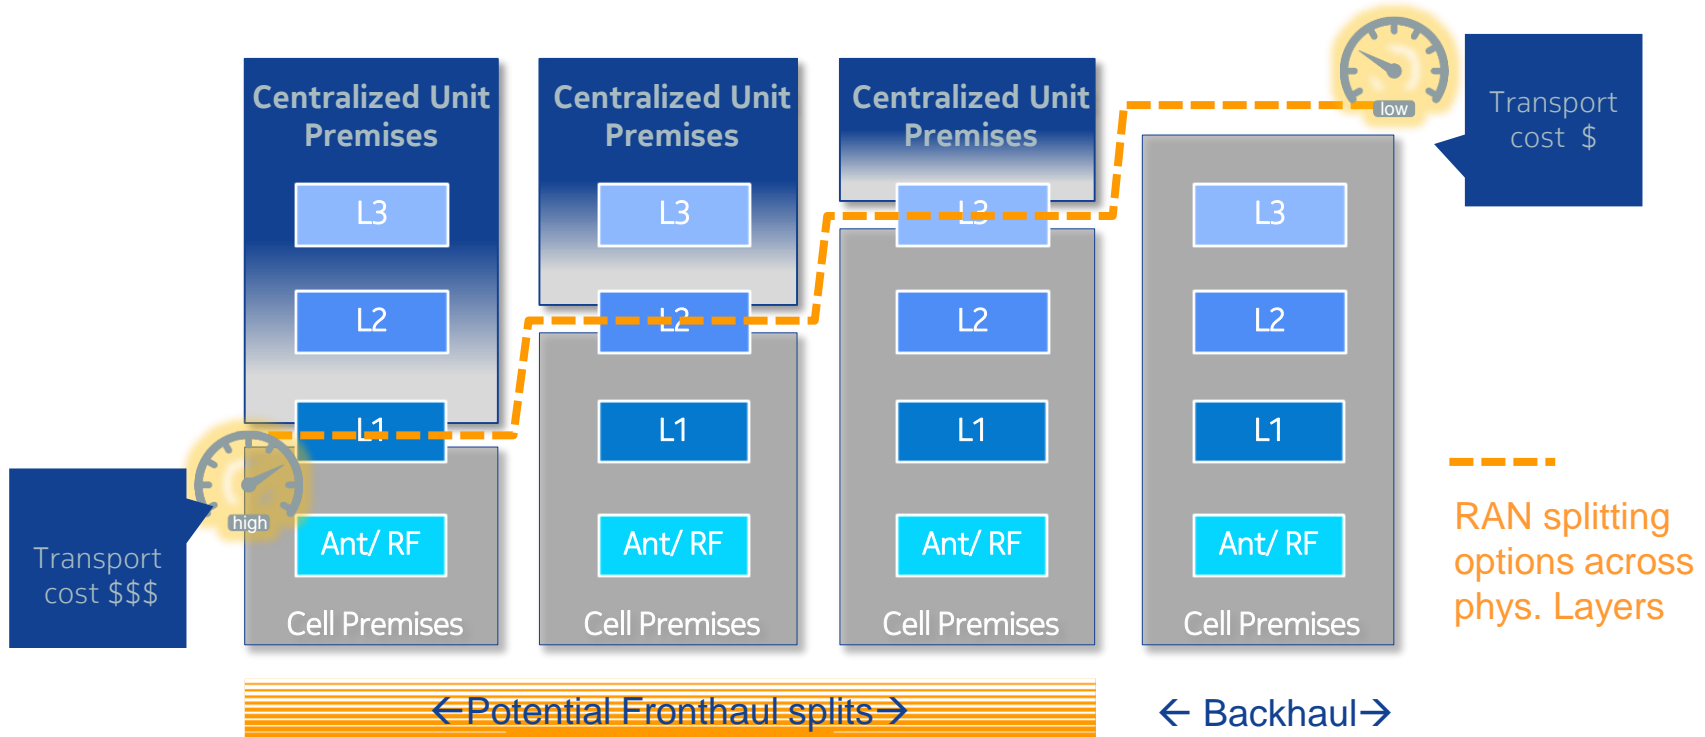 Centralized Unit
Premises
L3
L2
L1
Ant/ RF
Cell Premises
high
Transport
cost $$$
Centralized Unit
Premises
L3
L2
L1
Ant/ RF
Cell Premises
Centralized Unit
Premises
L3
L2
L1
Ant/ RF
Cell Premises
L3
L2
L1
Ant/ RF
Cell Premises
low
Transport
cost $
RAN splitting
options across
phys. Layers
←Potential Fronthaul splits→
← Backhaul→